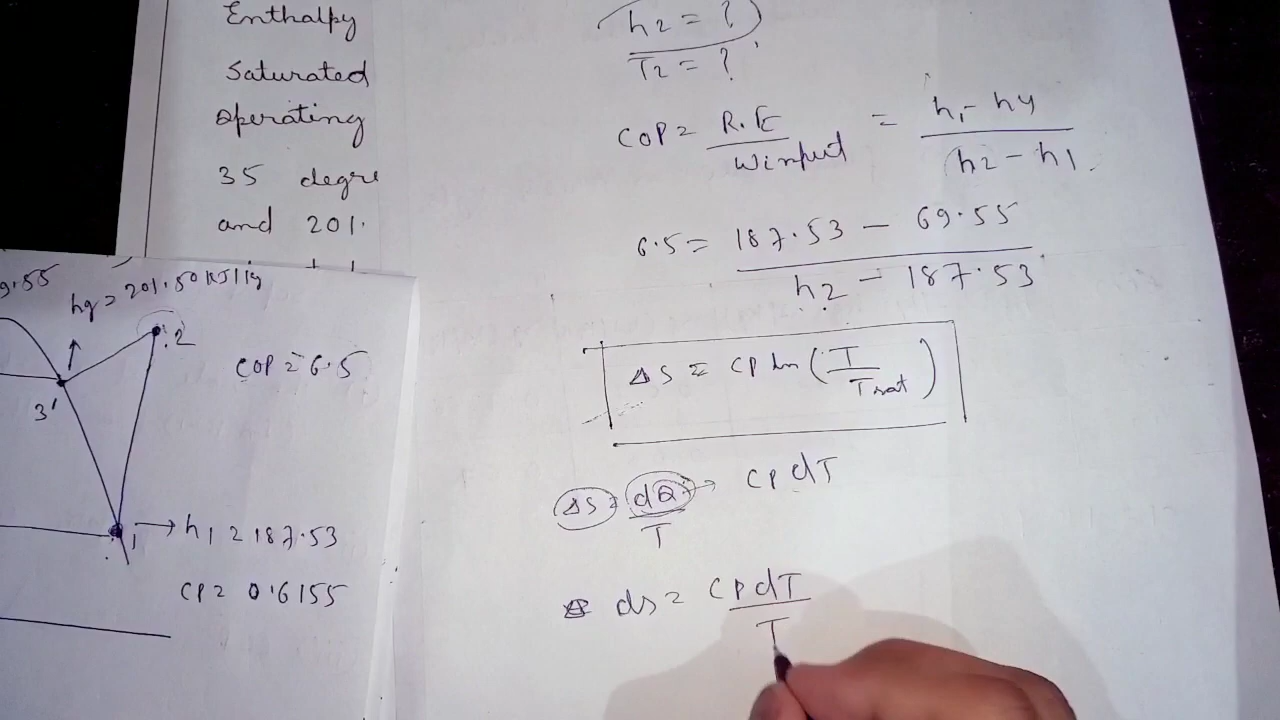 Enthalpy
Saturated
operating
35 degre
and 201.
9.55
hg = 201.50 kJ/kg
2
COP = 6.5
3'
1 → h1 = 187.53
CP = 0.6155
h2 = ?
T2 = ?
COP = R.E / Winput = h1 - h4 / h2 - h1
6.5 = 187.53 - 69.55 / h2 - 187.53
ΔS = CP ln (T / Tsat)
ΔS = dQ / T → CP dT
ds = CP dT / T